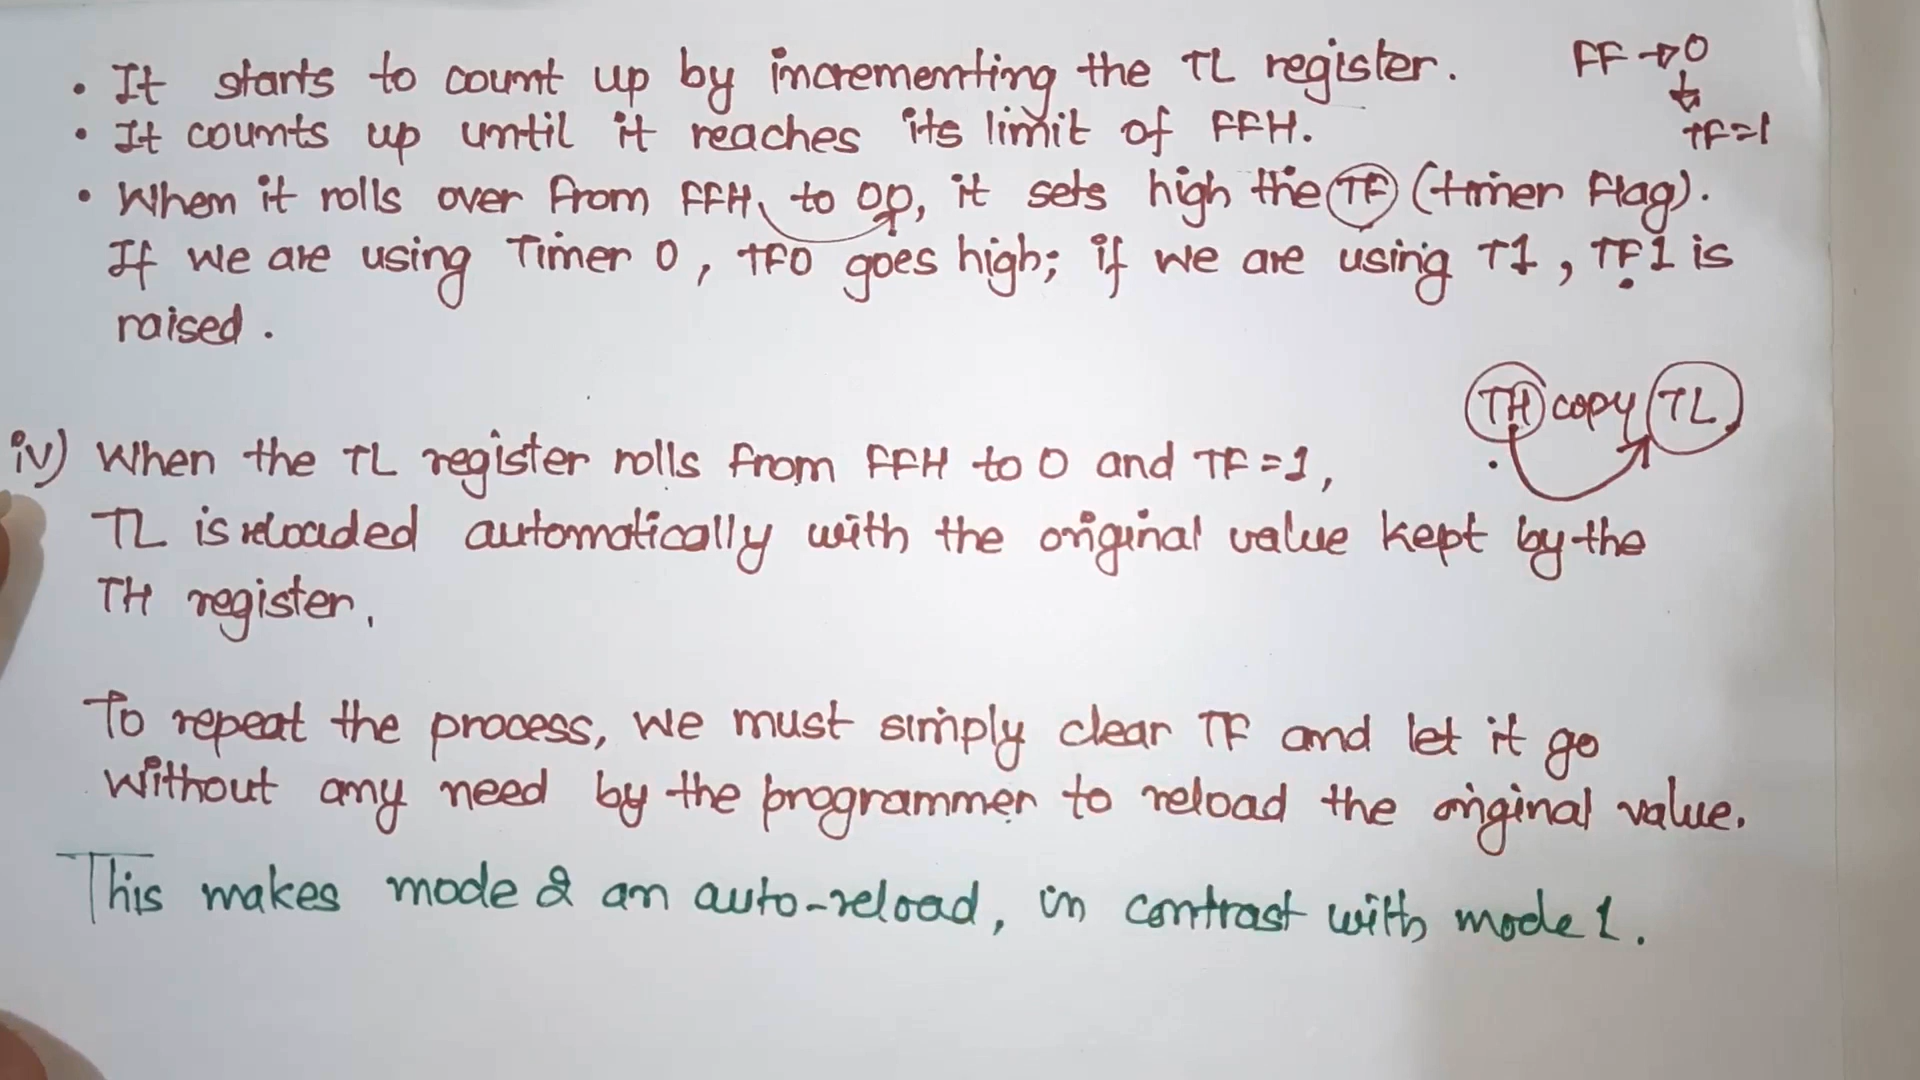 • It starts to count up by incrementing the TL register.
FF → 0
↓
TF=1
• It counts up until it reaches its limit of FFH.
• When it rolls over from FFH to 00, it sets high the TF (timer flag).
If we are using Timer 0, TF0 goes high; if we are using T1, TF1 is
raised.
TH copy TL
iv) When the TL register rolls from FFH to 0 and TF=1,
TL is reloaded automatically with the original value kept by the
TH register.
To repeat the process, we must simply clear TF and let it go
without any need by the programmer to reload the original value.
This makes mode 2 an auto-reload, in contrast with mode 1.